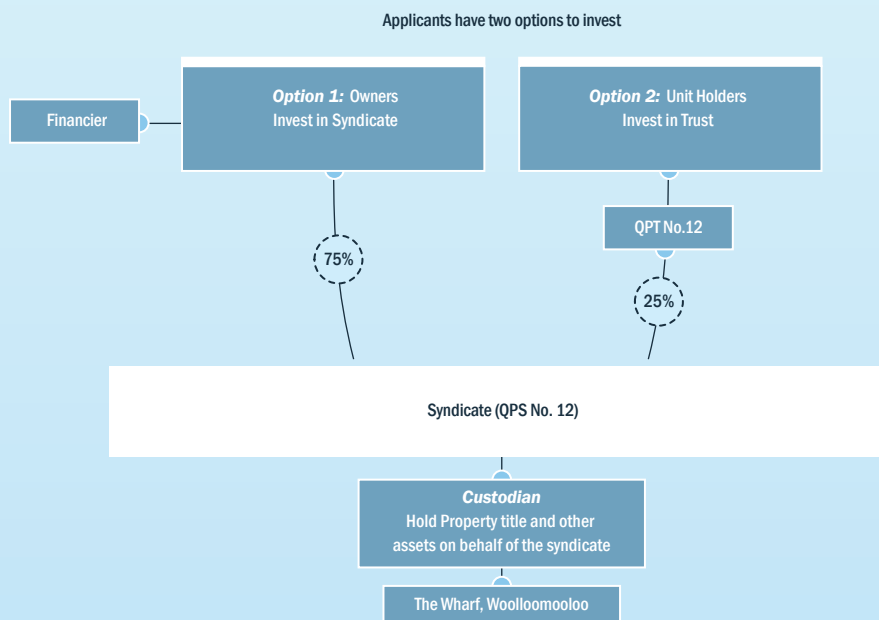 Applicants have two options to invest
Financier
Option 1: Owners
Invest in Syndicate
Option 2: Unit Holders
Invest in Trust
QPT No.12
75%
25%
Syndicate (QPS No. 12)
Custodian
Hold Property title and other
assets on behalf of the syndicate
The Wharf, Woolloomooloo